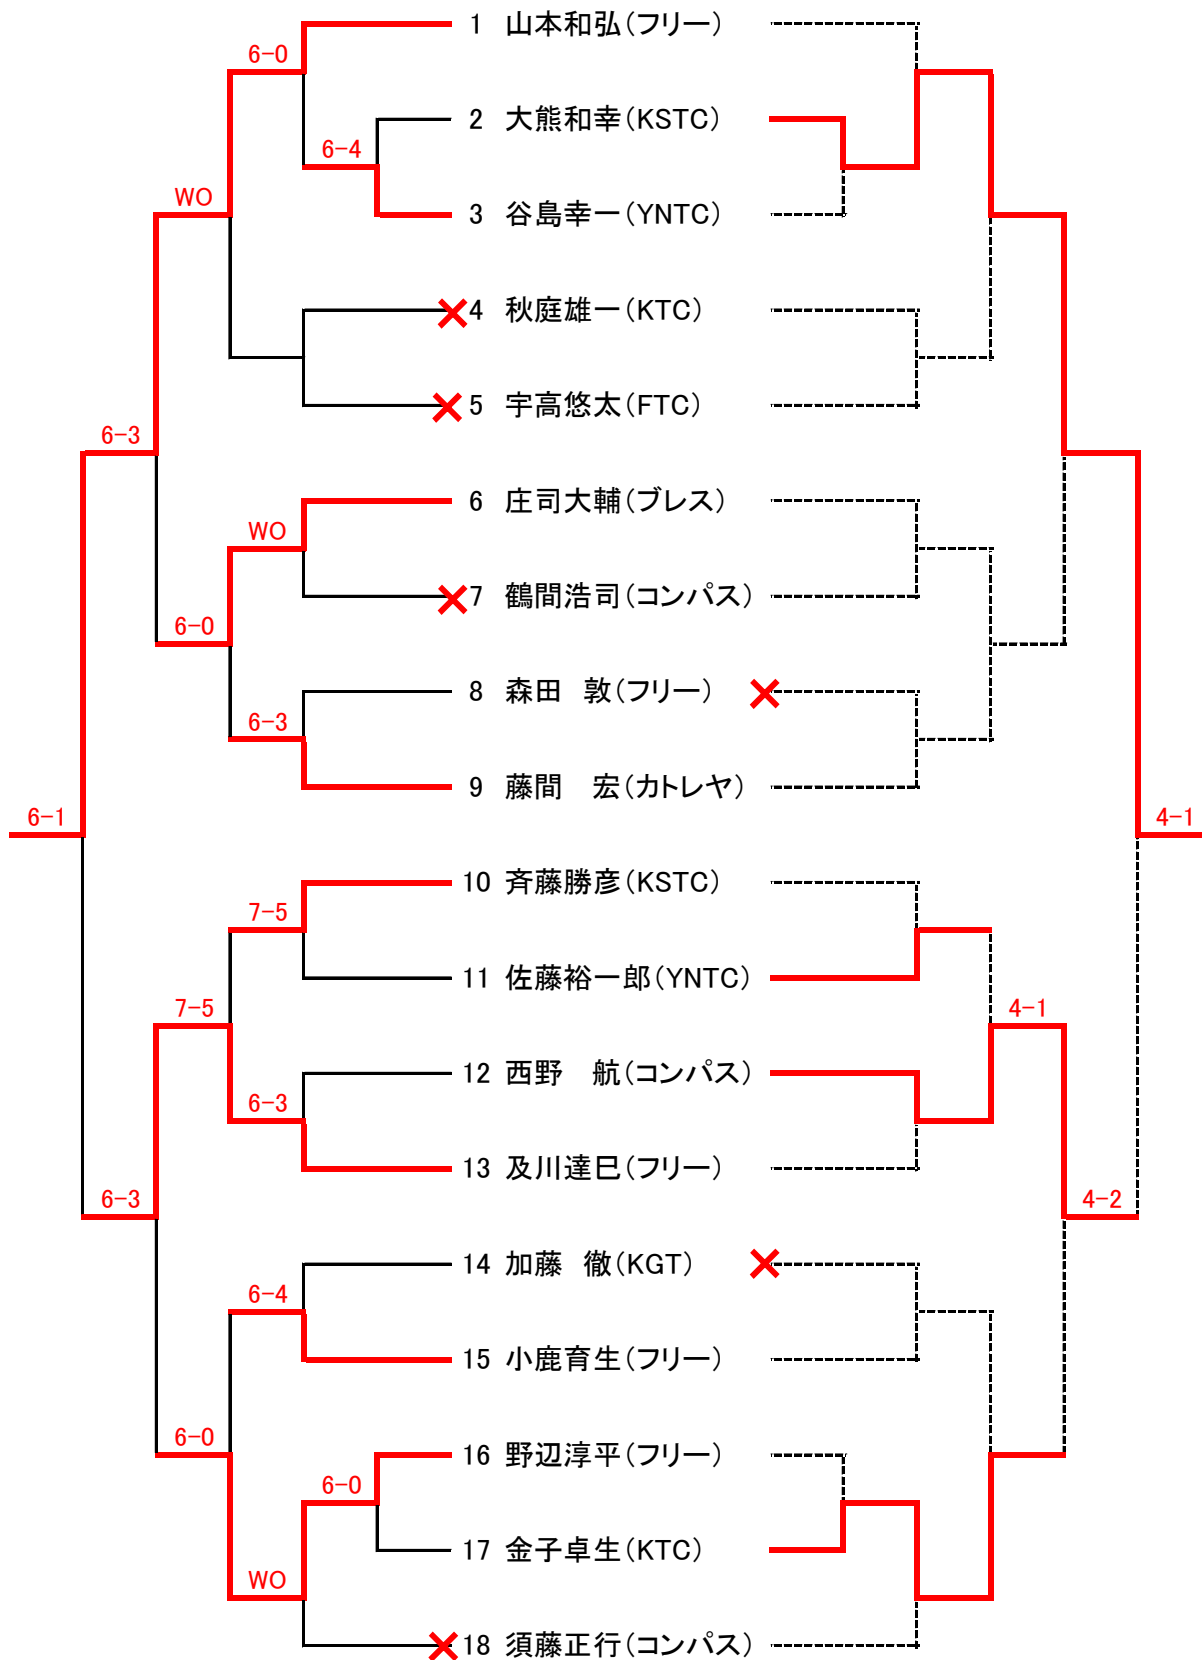 1 山本和弘(フリー)
6-0
2 大熊和幸(KSTC)
6-4
WO
3 谷島幸一(YNTC)
4 秋庭雄一(KTC)
5 宇高悠太(FTC)
6-3
6 庄司大輔(ブレス)
WO
7 鶴間浩司(コンパス)
6-0
8 森田 敦(フリー)
6-3
9 藤間 宏(カトレヤ)
6-1
4-1
10 斉藤勝彦(KSTC)
7-5
11 佐藤裕一郎(YNTC)
7-5
4-1
12 西野 航(コンパス)
6-3
13 及川達巳(フリー)
6-3
4-2
14 加藤 徹(KGT)
6-4
15 小鹿育生(フリー)
6-0
16 野辺淳平(フリー)
6-0
17 金子卓生(KTC)
WO
18 須藤正行(コンパス)